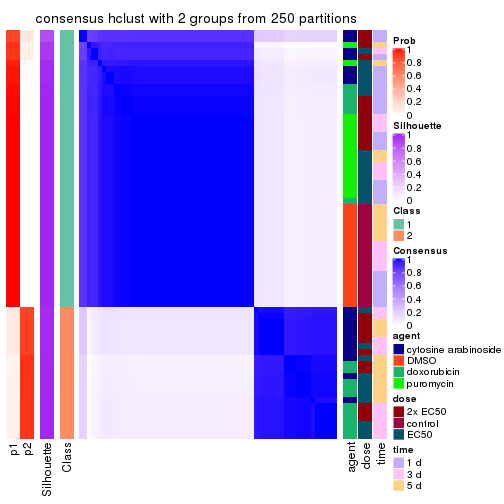 consensus hclust with 2 groups from 250 partitions
Prob
1
0.8
0.6
0.4
0.2
0
Silhouette
1
0.8
0.6
0.4
0.2
0
Class
1
2
Consensus
1
0.8
0.6
0.4
0.2
0
agent
cytosine arabinoside
DMSO
doxorubicin
puromycin
dose
2x EC50
control
EC50
time
1 d
3 d
5 d
p1
p2
Silhouette
Class
agent
dose
time